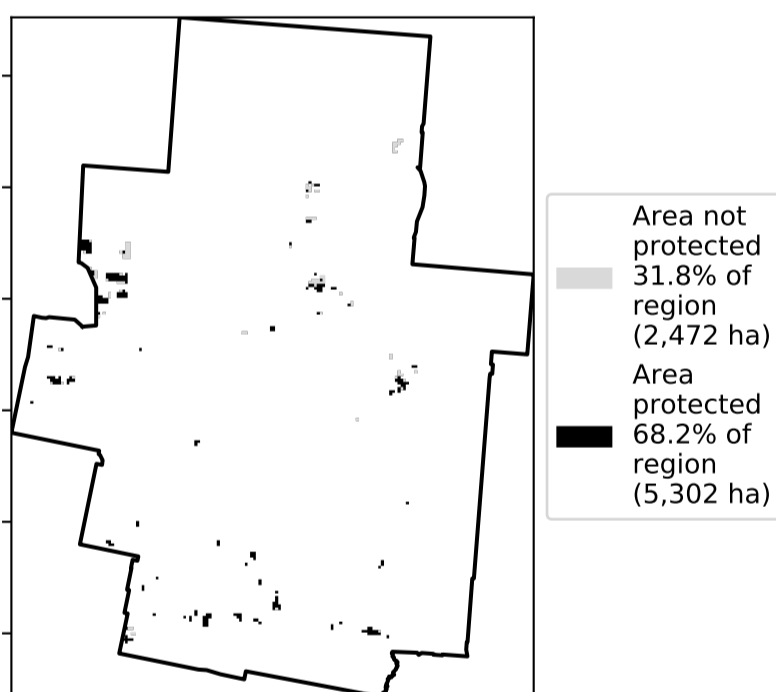 Area not
protected
31.8% of
region
(2,472 ha)
Area
protected
68.2% of
region
(5,302 ha)